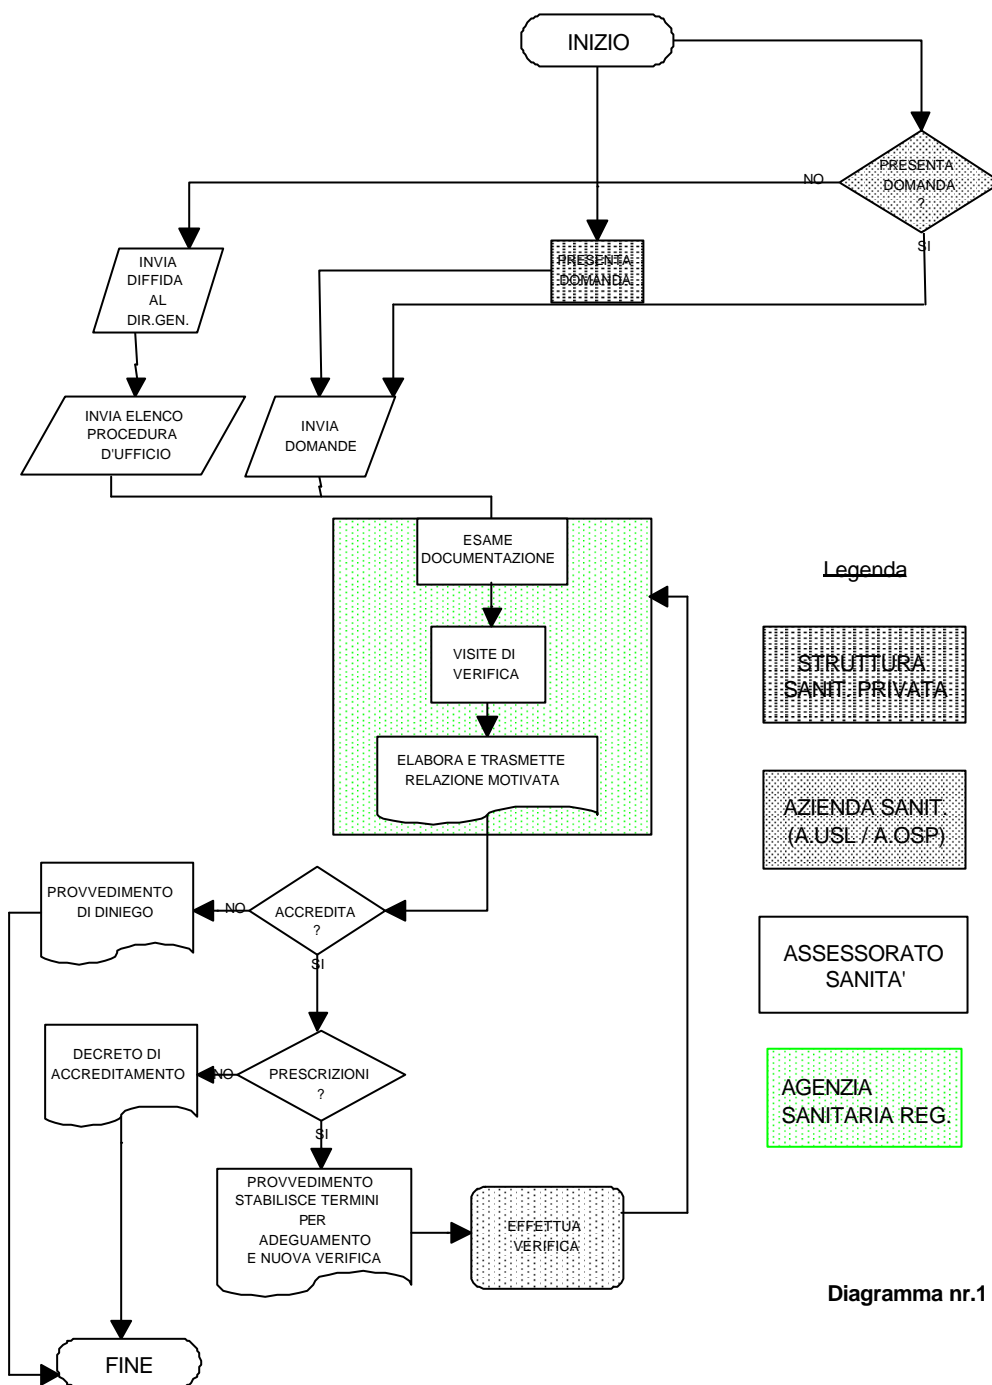 INIZIO
PRESENTA
DOMANDA
?
NO
SI
INVIA
DIFFIDA
AL
DIR.GEN.
PRESENTA
DOMANDA
INVIA ELENCO
PROCEDURA
D'UFFICIO
INVIA
DOMANDE
ESAME
DOCUMENTAZIONE
VISITE DI
VERIFICA
ELABORA E TRASMETTE
RELAZIONE MOTIVATA
Legenda
STRUTTURA
SANIT. PRIVATA
AZIENDA SANIT.
(A.USL / A.OSP)
ASSESSORATO
SANITA'
AGENZIA
SANITARIA REG.
PROVVEDIMENTO
DI DINIEGO
NO
ACCREDITA
?
SI
DECRETO DI
ACCREDITAMENTO
NO
PRESCRIZIONI
?
SI
PROVVEDIMENTO
STABILISCE TERMINI
PER
ADEGUAMENTO
E NUOVA VERIFICA
EFFETTUA
VERIFICA
Diagramma nr.1
FINE